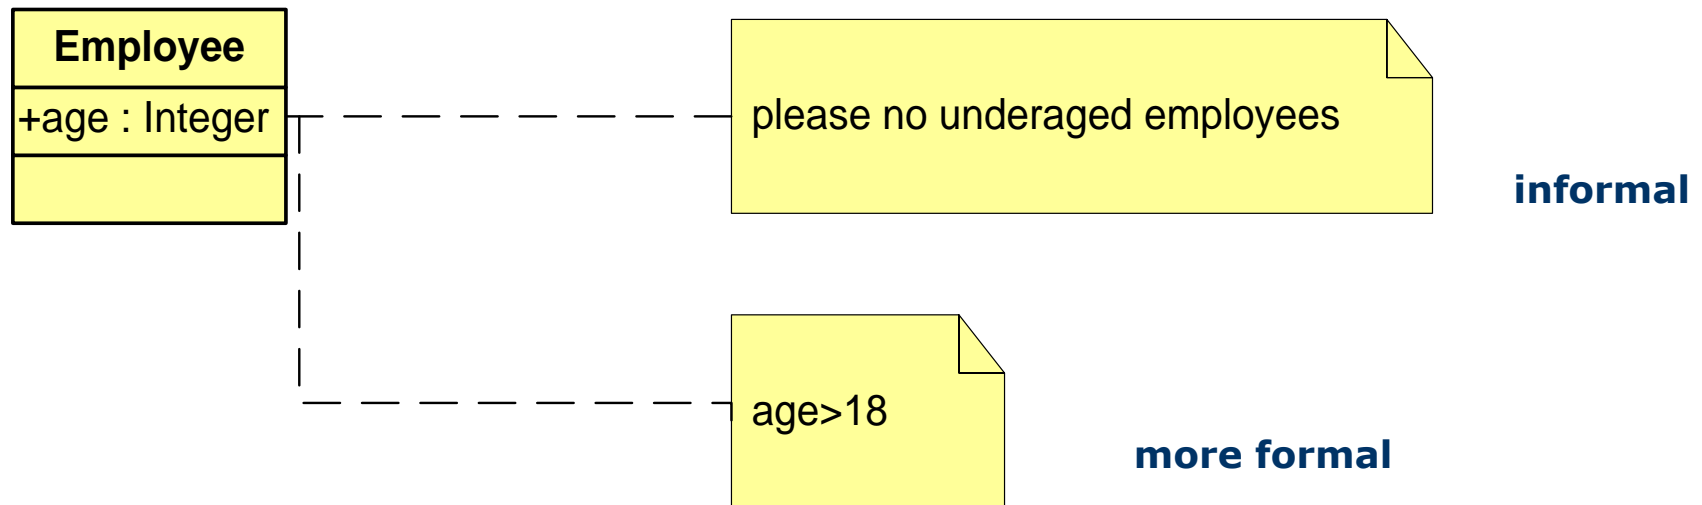 Employee
+age : Integer
please no underaged employees
informal
age>18
more formal